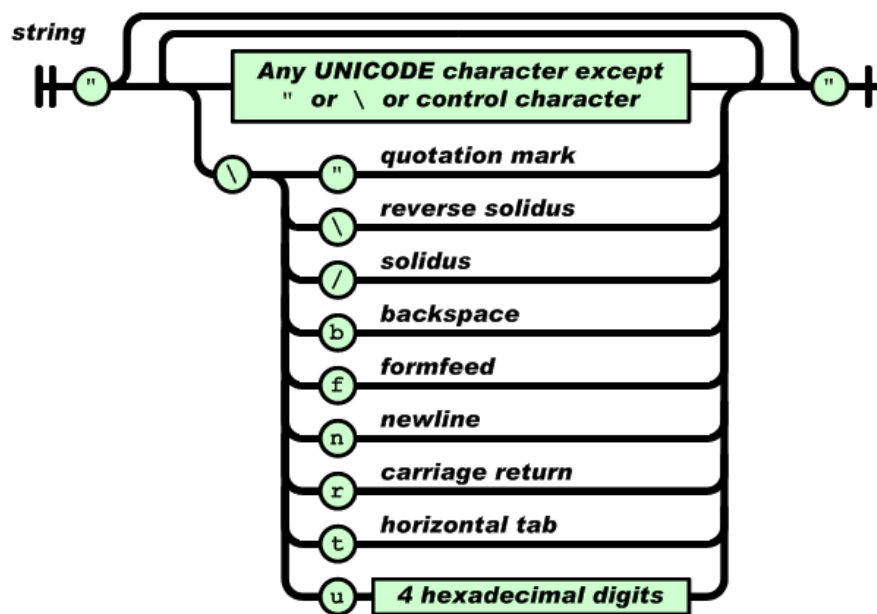 string
" Any UNICODE character except "
" or \ or control character
\ " quotation mark
\ reverse solidus
/ solidus
b backspace
f formfeed
n newline
r carriage return
t horizontal tab
u 4 hexadecimal digits